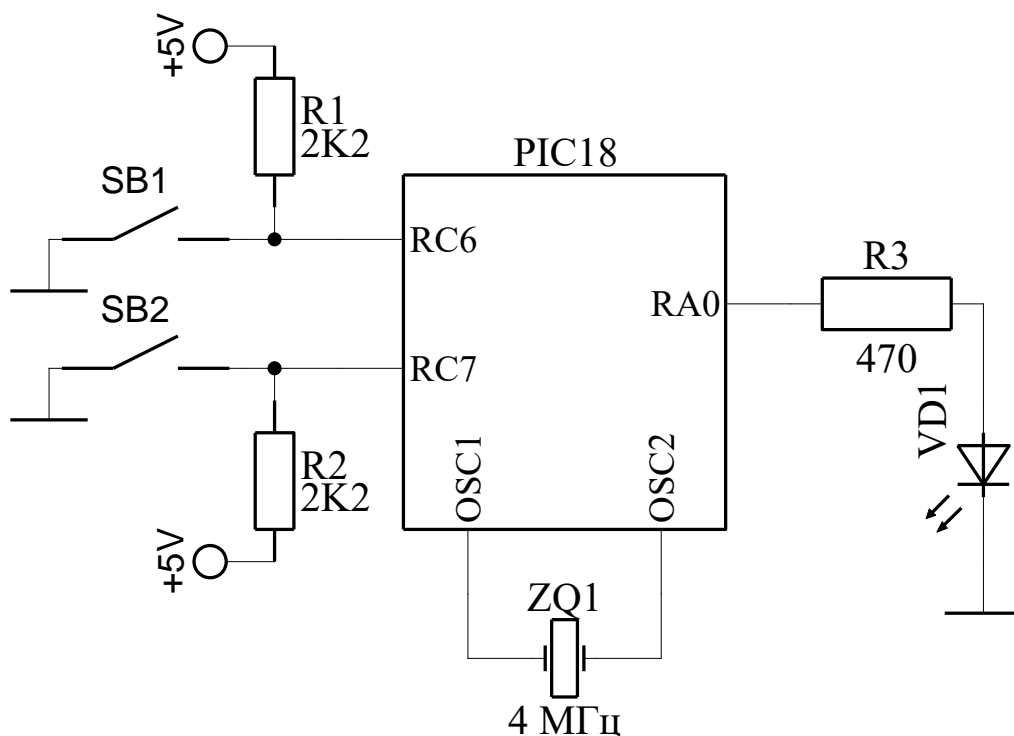 +5V
R1
2K2
PIC18
SB1
RC6
R3
SB2
RA0
470
RC7
VD1
R2
2K2
OSC1
OSC2
+5V
ZQ1
4 МГц